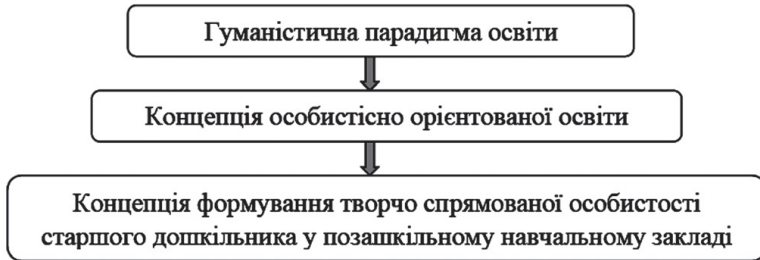 Гуманістична парадигма освіти
Концепція особистісно орієнтованої освіти
Концепція формування творчо спрямованої особистості
старшого дошкільника у позашкільному навчальному закладі